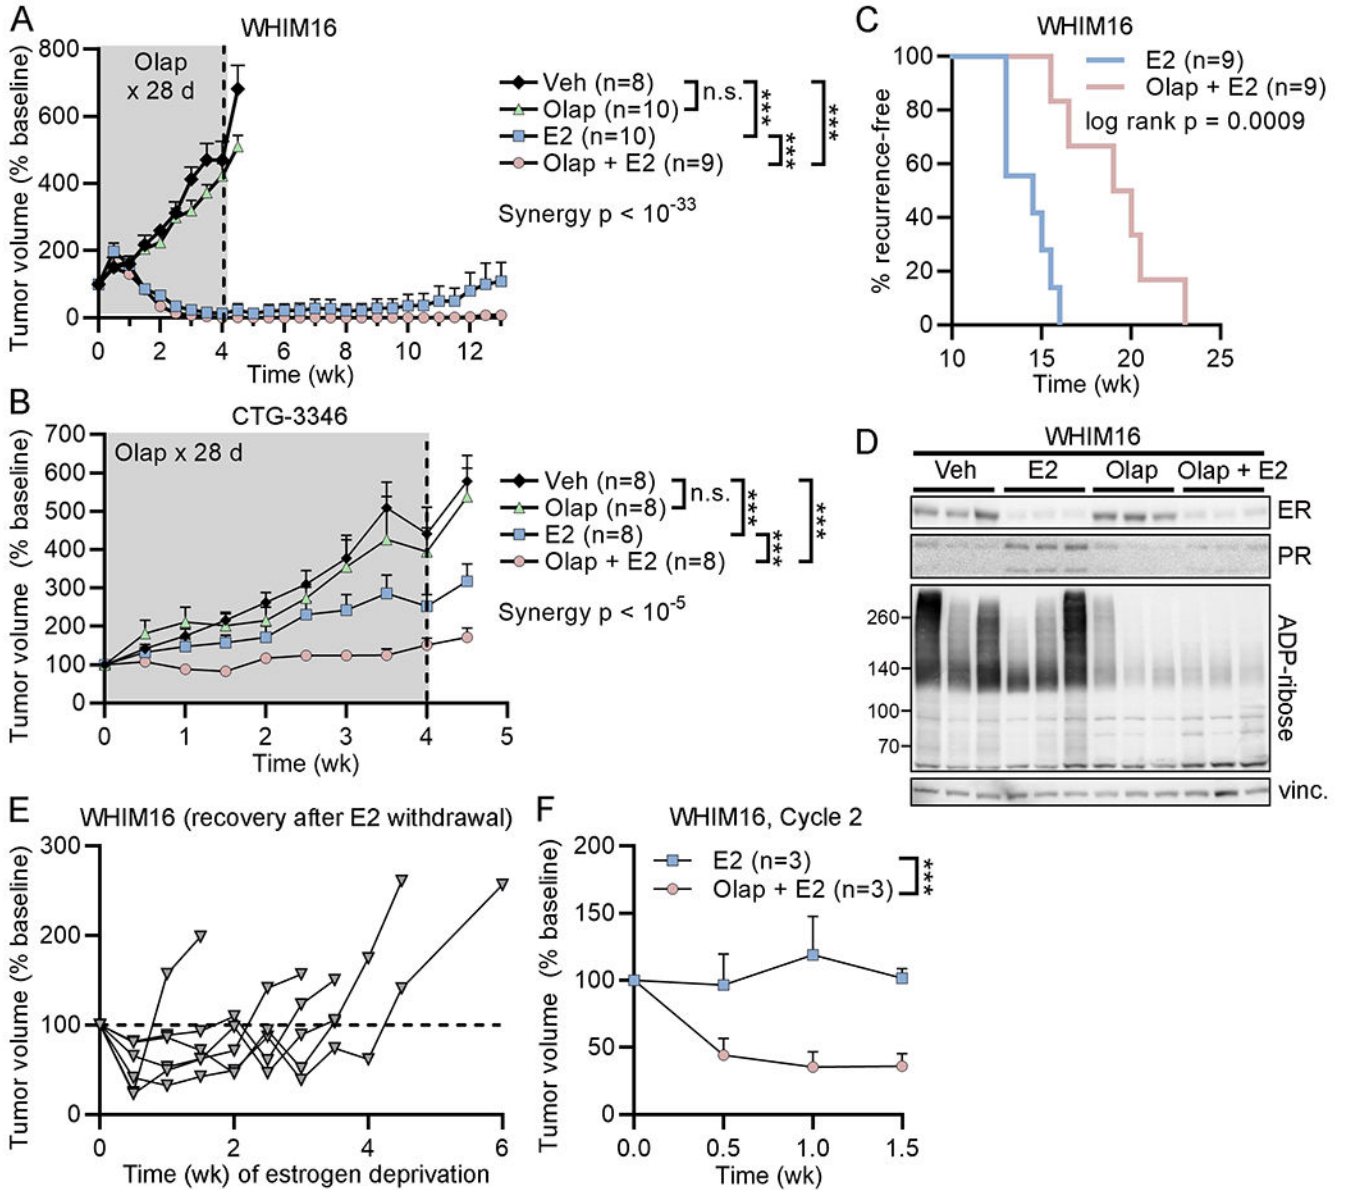 A
WHIM16
Tumor volume (% baseline)
800
600
400
200
0
Olap
x 28 d
0 2 4 6 8 10 12
Time (wk)
Veh (n=8)
Olap (n=10)
E2 (n=10)
Olap + E2 (n=9)
n.s.
***
***
***
Synergy p < 10-33
B
CTG-3346
Tumor volume (% baseline)
700
600
500
400
300
200
100
0
Olap x 28 d
0 1 2 3 4 5
Time (wk)
Veh (n=8)
Olap (n=8)
E2 (n=8)
Olap + E2 (n=8)
n.s.
***
***
***
Synergy p < 10-5
C
WHIM16
% recurrence-free
100
80
60
40
20
0
10 15 20 25
Time (wk)
E2 (n=9)
Olap + E2 (n=9)
log rank p = 0.0009
D
WHIM16
Veh E2 Olap Olap + E2
ER
PR
260
140
100
70
ADP-ribose
vinc.
E
WHIM16 (recovery after E2 withdrawal)
Tumor volume (% baseline)
300
200
100
0
0 2 4 6
Time (wk) of estrogen deprivation
F
WHIM16, Cycle 2
Tumor volume (% baseline)
200
150
100
50
0
E2 (n=3)
Olap + E2 (n=3)
***
0.0 0.5 1.0 1.5
Time (wk)